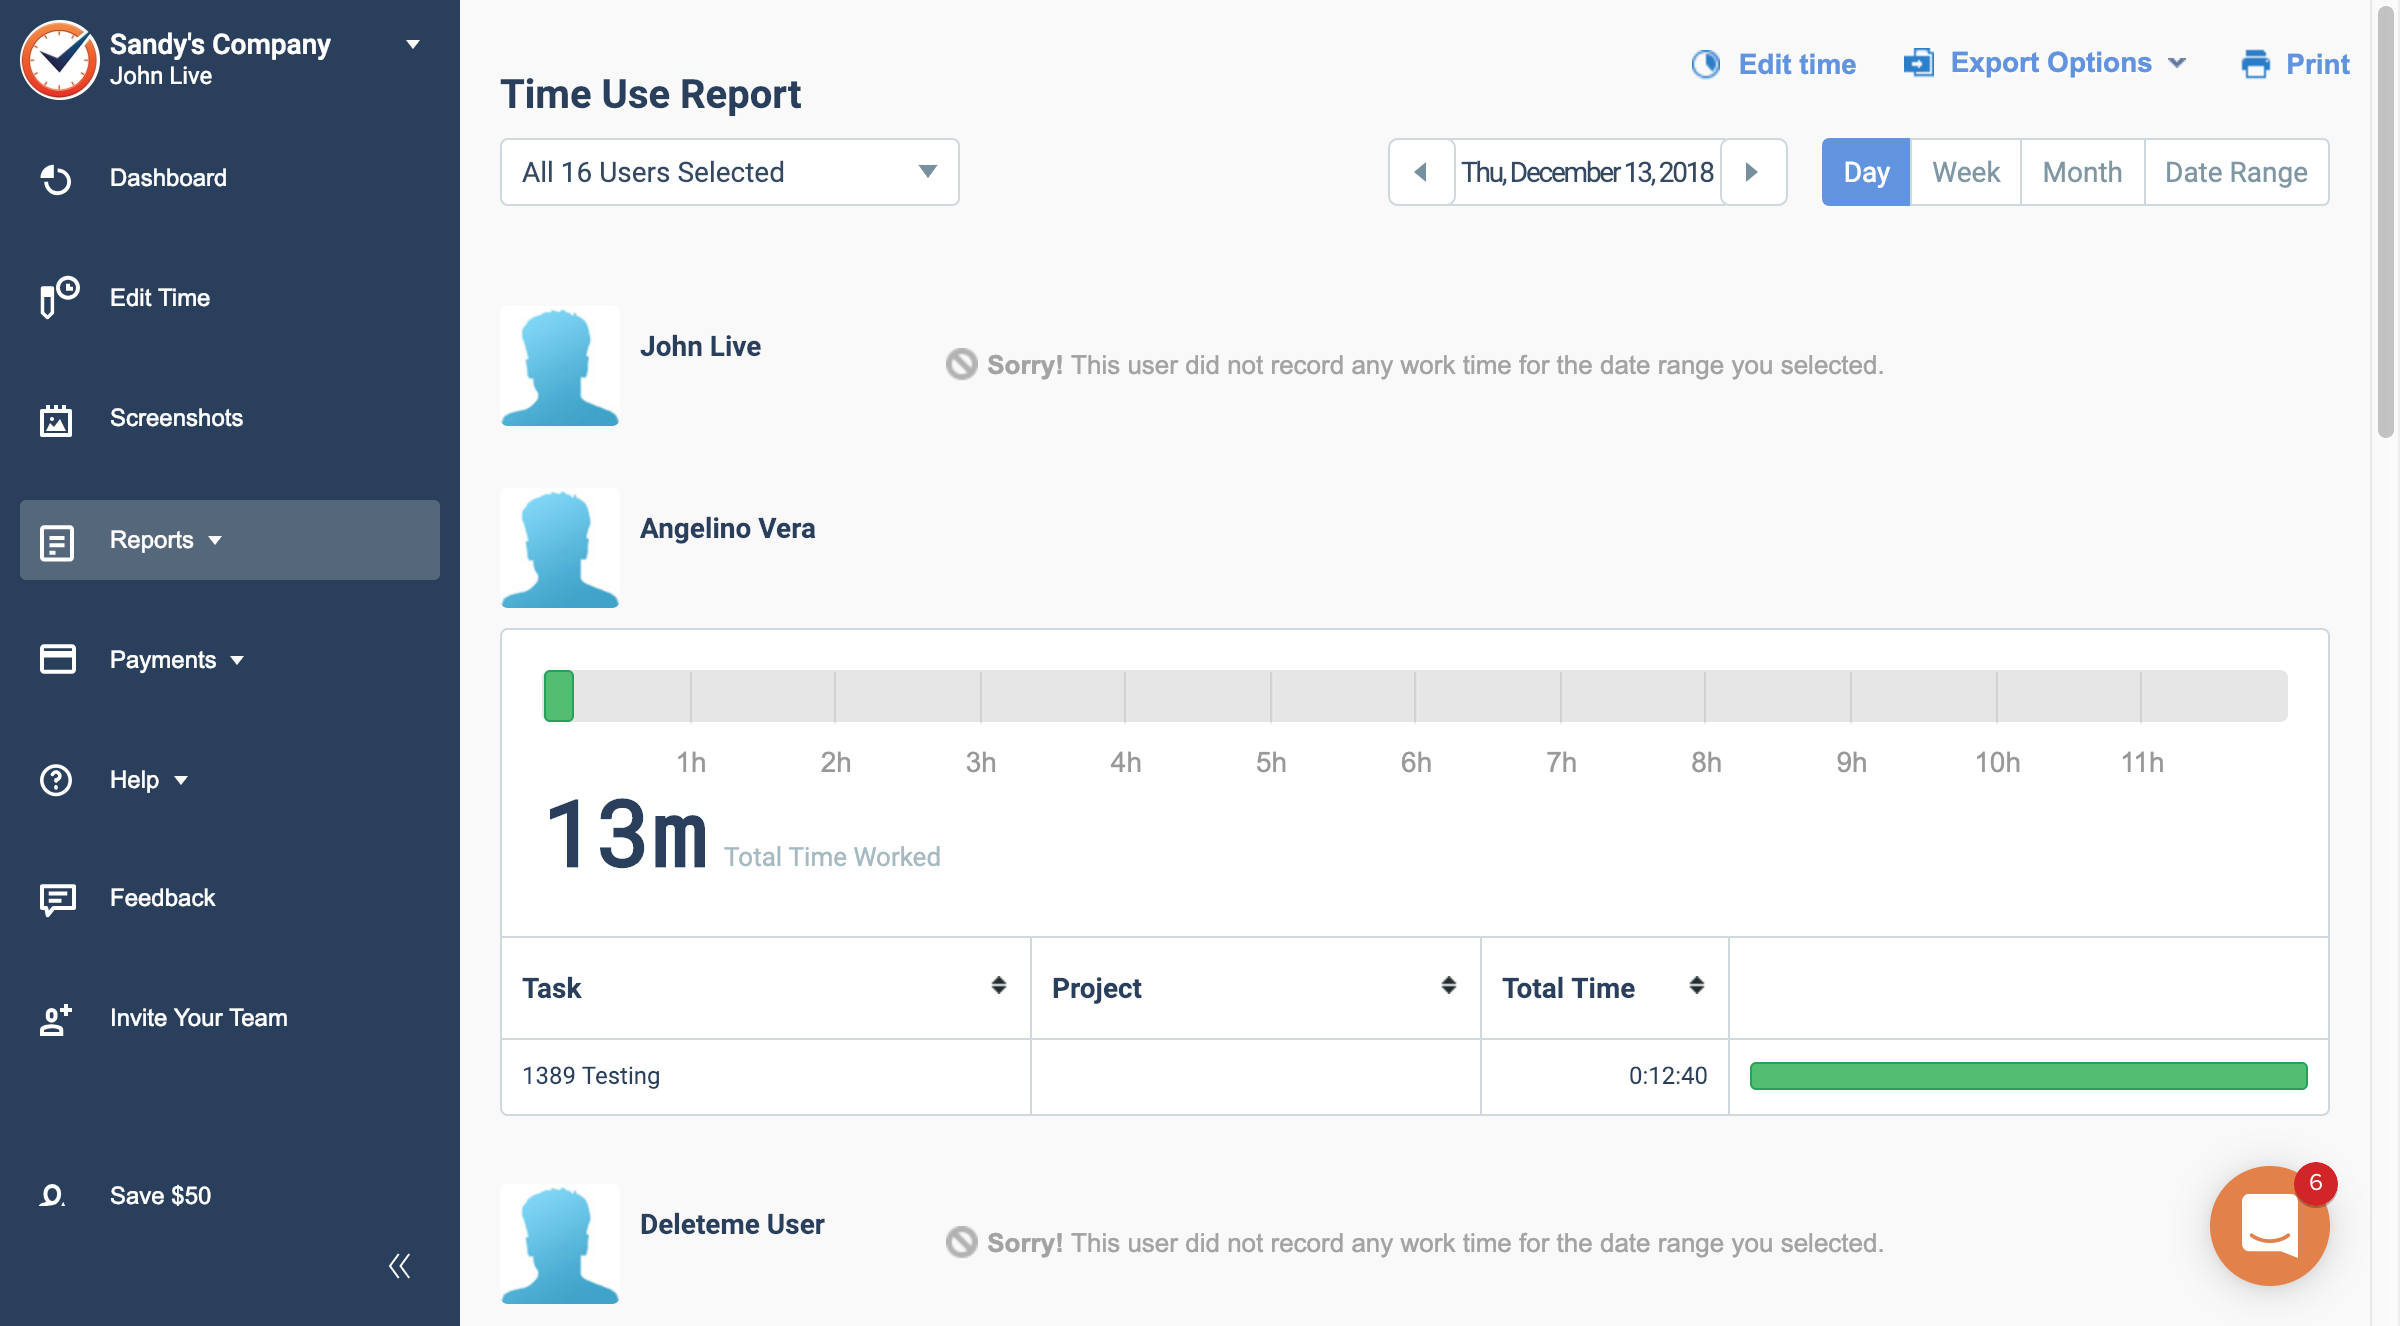 Sandy's Company
John Live
Dashboard
Edit Time
Screenshots
Reports
Payments
Help
Feedback
Invite Your Team
Save $50
Edit time
Export Options
Print
Time Use Report
All 16 Users Selected
Thu, December 13, 2018
Day Week Month Date Range
John Live
Sorry! This user did not record any work time for the date range you selected.
Angelino Vera
1h 2h 3h 4h 5h 6h 7h 8h 9h 10h 11h
13m Total Time Worked
Task Project Total Time
1389 Testing 0:12:40
Deleteme User
Sorry! This user did not record any work time for the date range you selected.
6